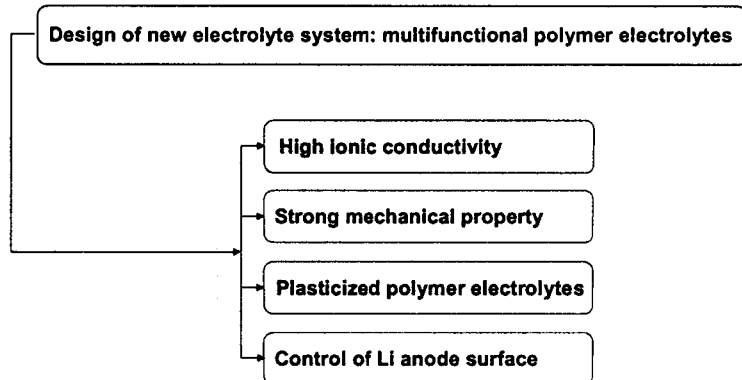 Design of new electrolyte system: multifunctional polymer electrolytes
High ionic conductivity
Strong mechanical property
Plasticized polymer electrolytes
Control of Li anode surface